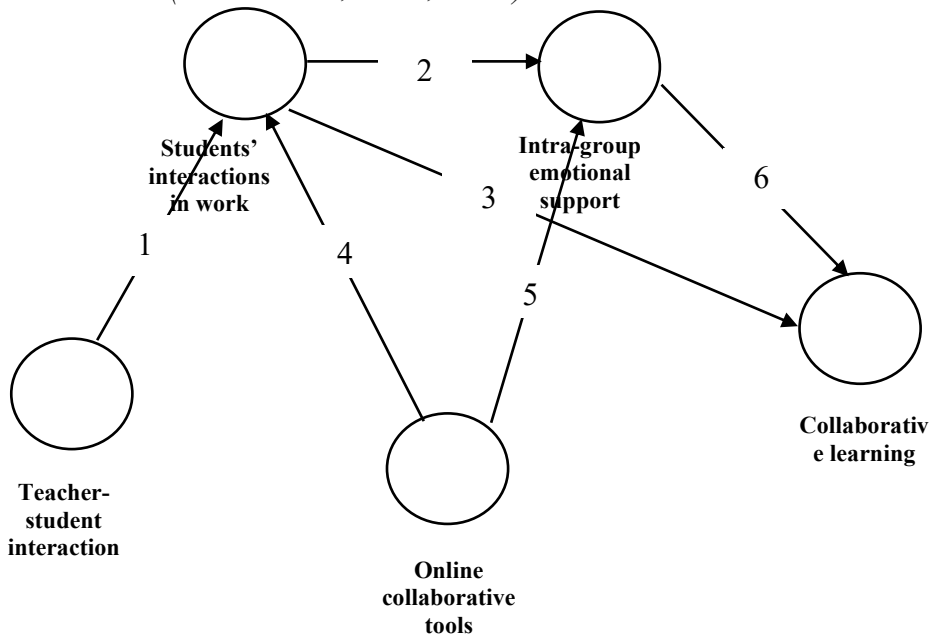 2
Students’
interactions
in work
Intra-group
emotional
support
6
3
1
4
5
Collaborativ
e learning
Teacher-
student
interaction
Online
collaborative
tools